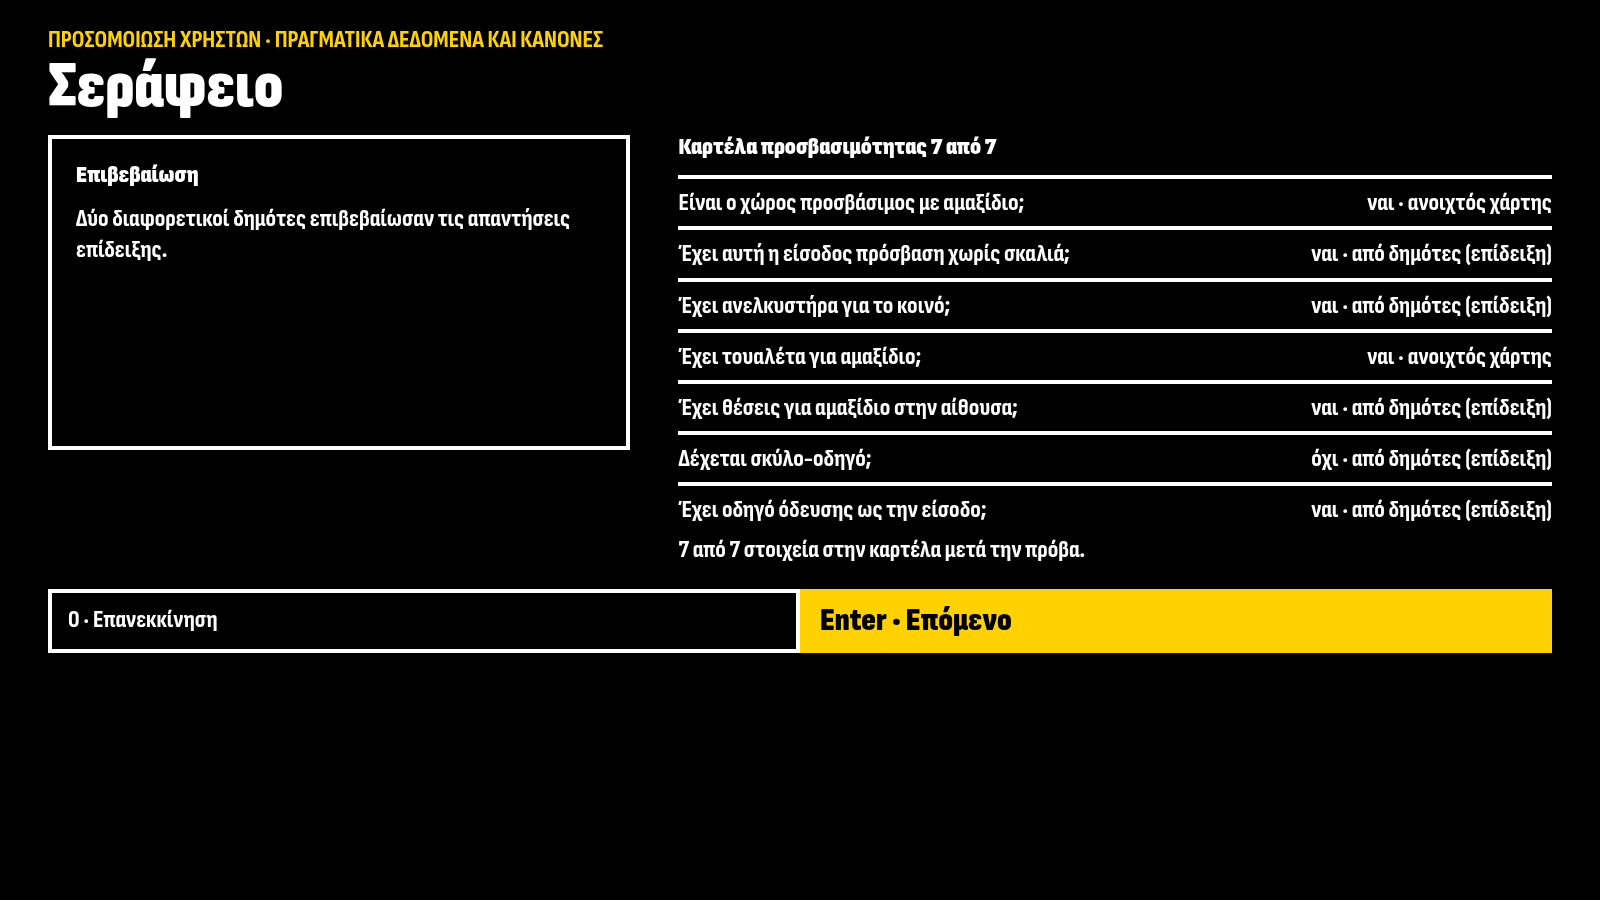 ΠΡΟΣΟΜΟΙΩΣΗ ΧΡΗΣΤΩΝ · ΠΡΑΓΜΑΤΙΚΑ ΔΕΔΟΜΕΝΑ ΚΑΙ ΚΑΝΟΝΕΣ
Σεράφειο
Επιβεβαίωση
Δύο διαφορετικοί δημότες επιβεβαίωσαν τις απαντήσεις
επίδειξης.
Καρτέλα προσβασιμότητας 7 από 7
Είναι ο χώρος προσβάσιμος με αμαξίδιο; ναι · ανοιχτός χάρτης
Έχει αυτή η είσοδος πρόσβαση χωρίς σκαλιά; ναι · από δημότες (επίδειξη)
Έχει ανελκυστήρα για το κοινό; ναι · από δημότες (επίδειξη)
Έχει τουαλέτα για αμαξίδιο; ναι · ανοιχτός χάρτης
Έχει θέσεις για αμαξίδιο στην αίθουσα; ναι · από δημότες (επίδειξη)
Δέχεται σκύλο-οδηγό; όχι · από δημότες (επίδειξη)
Έχει οδηγό όδευσης ως την είσοδο; ναι · από δημότες (επίδειξη)
7 από 7 στοιχεία στην καρτέλα μετά την πρόβα.
0 · Επανεκκίνηση
Enter · Επόμενο